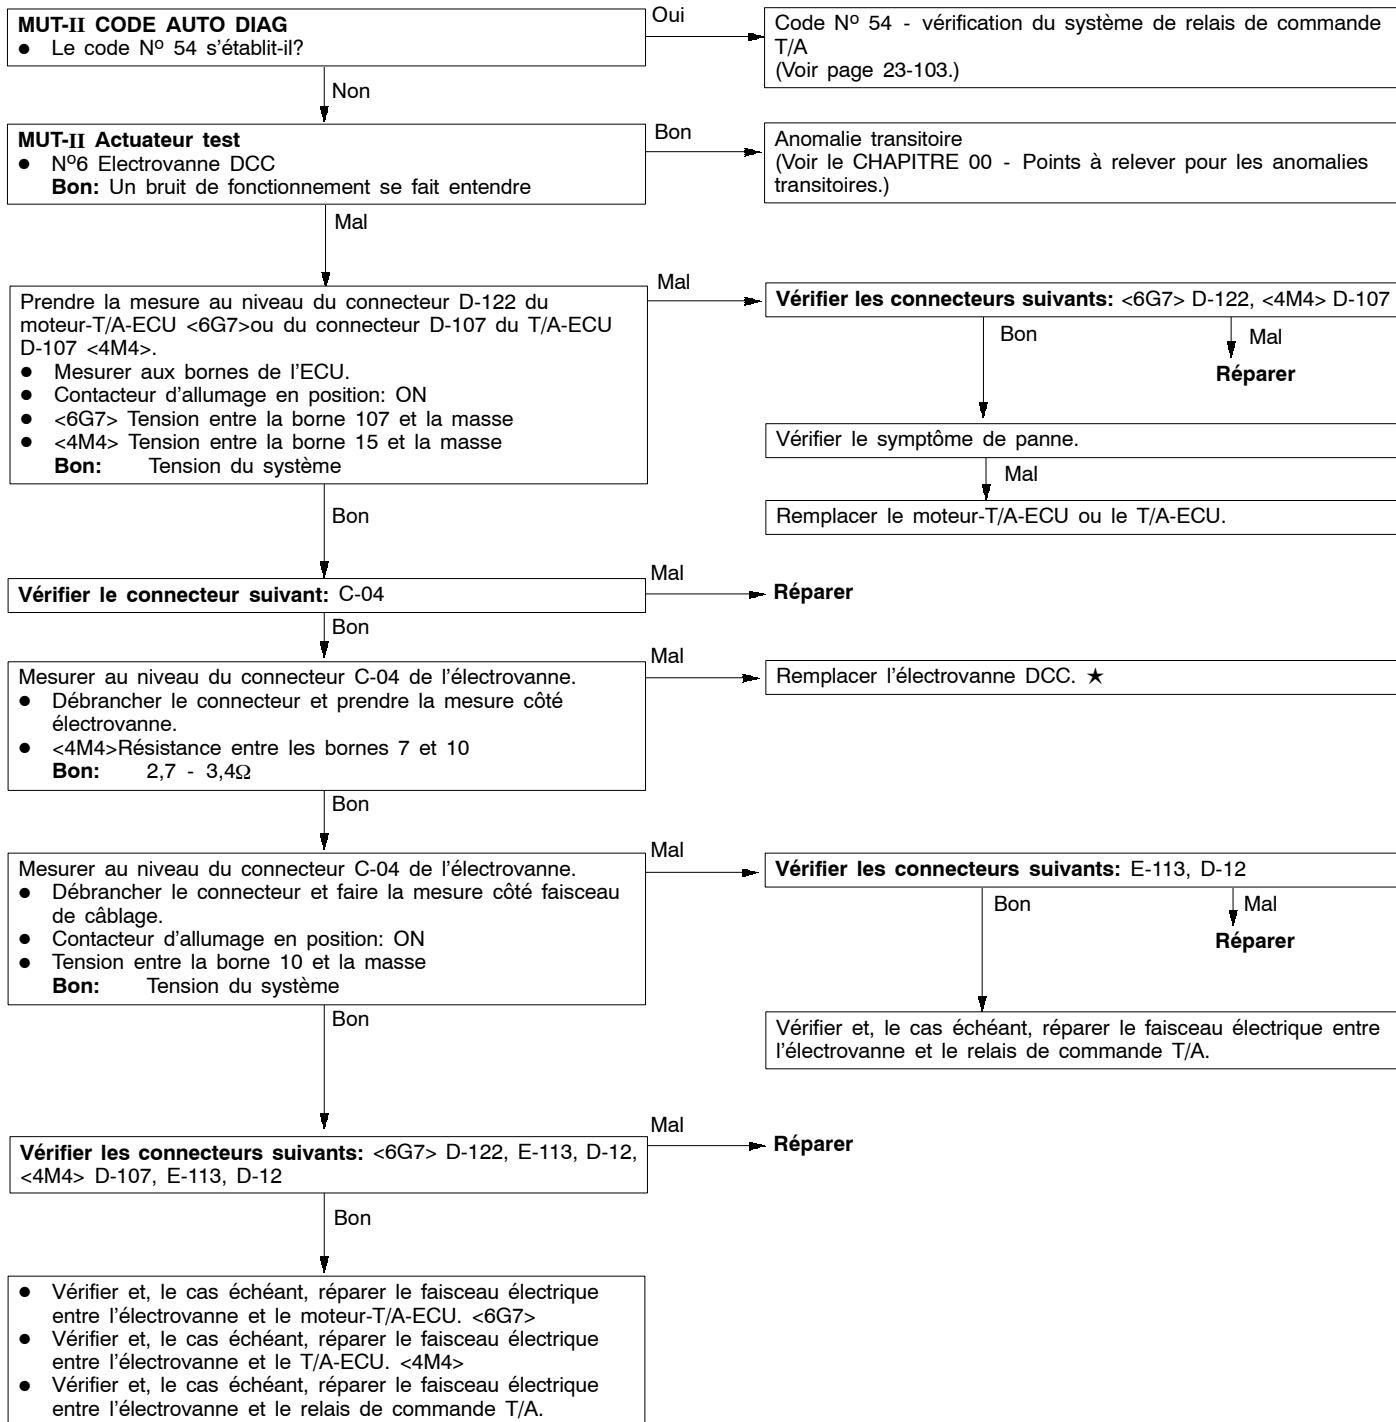 MUT-II CODE AUTO DIAG
● Le code Nº 54 s'établit-il?
Oui
Code Nº 54 - vérification du système de relais de commande
T/A
(Voir page 23-103.)
Non
MUT-II Actuateur test
● Nº6 Electrovanne DCC
Bon: Un bruit de fonctionnement se fait entendre
Bon
Anomalie transitoire
(Voir le CHAPITRE 00 - Points à relever pour les anomalies
transitoires.)
Mal
Prendre la mesure au niveau du connecteur D-122 du
moteur-T/A-ECU <6G7>ou du connecteur D-107 du T/A-ECU
D-107 <4M4>.
● Mesurer aux bornes de l'ECU.
● Contacteur d'allumage en position: ON
● <6G7> Tension entre la borne 107 et la masse
● <4M4> Tension entre la borne 15 et la masse
Bon: Tension du système
Mal
Vérifier les connecteurs suivants: <6G7> D-122, <4M4> D-107
Bon
Mal
Réparer
Vérifier le symptôme de panne.
Mal
Remplacer le moteur-T/A-ECU ou le T/A-ECU.
Bon
Vérifier le connecteur suivant: C-04
Mal
Réparer
Bon
Mesurer au niveau du connecteur C-04 de l'électrovanne.
● Débrancher le connecteur et prendre la mesure côté
électrovanne.
● <4M4>Résistance entre les bornes 7 et 10
Bon: 2,7 - 3,4Ω
Mal
Remplacer l'électrovanne DCC. ★
Bon
Mesurer au niveau du connecteur C-04 de l'électrovanne.
● Débrancher le connecteur et faire la mesure côté faisceau
de câblage.
● Contacteur d'allumage en position: ON
● Tension entre la borne 10 et la masse
Bon: Tension du système
Mal
Vérifier les connecteurs suivants: E-113, D-12
Bon
Mal
Réparer
Vérifier et, le cas échéant, réparer le faisceau électrique entre
l'électrovanne et le relais de commande T/A.
Bon
Vérifier les connecteurs suivants: <6G7> D-122, E-113, D-12,
<4M4> D-107, E-113, D-12
Mal
Réparer
Bon
● Vérifier et, le cas échéant, réparer le faisceau électrique
entre l'électrovanne et le moteur-T/A-ECU. <6G7>
● Vérifier et, le cas échéant, réparer le faisceau électrique
entre l'électrovanne et le T/A-ECU. <4M4>
● Vérifier et, le cas échéant, réparer le faisceau électrique
entre l'électrovanne et le relais de commande T/A.